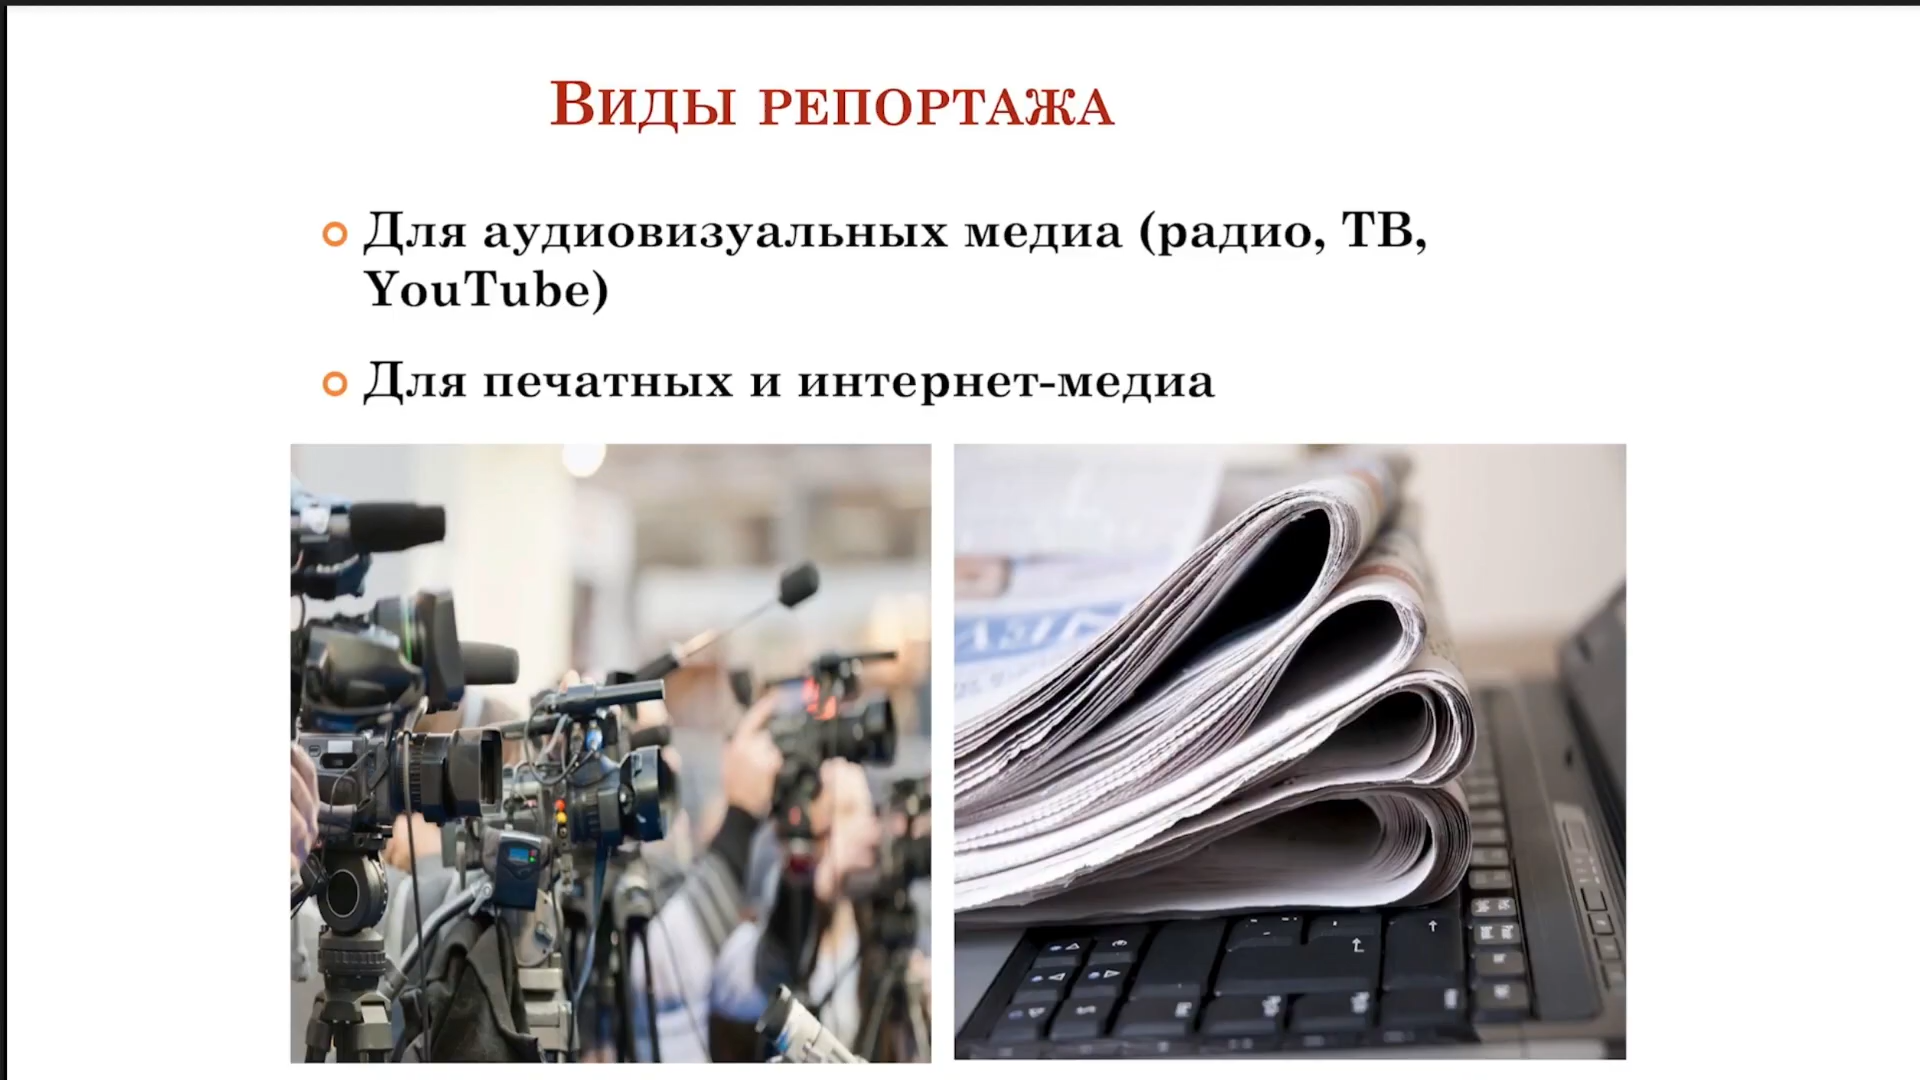 Виды репортажа
Для аудиовизуальных медиа (радио, ТВ,
YouTube)
Для печатных и интернет-медиа